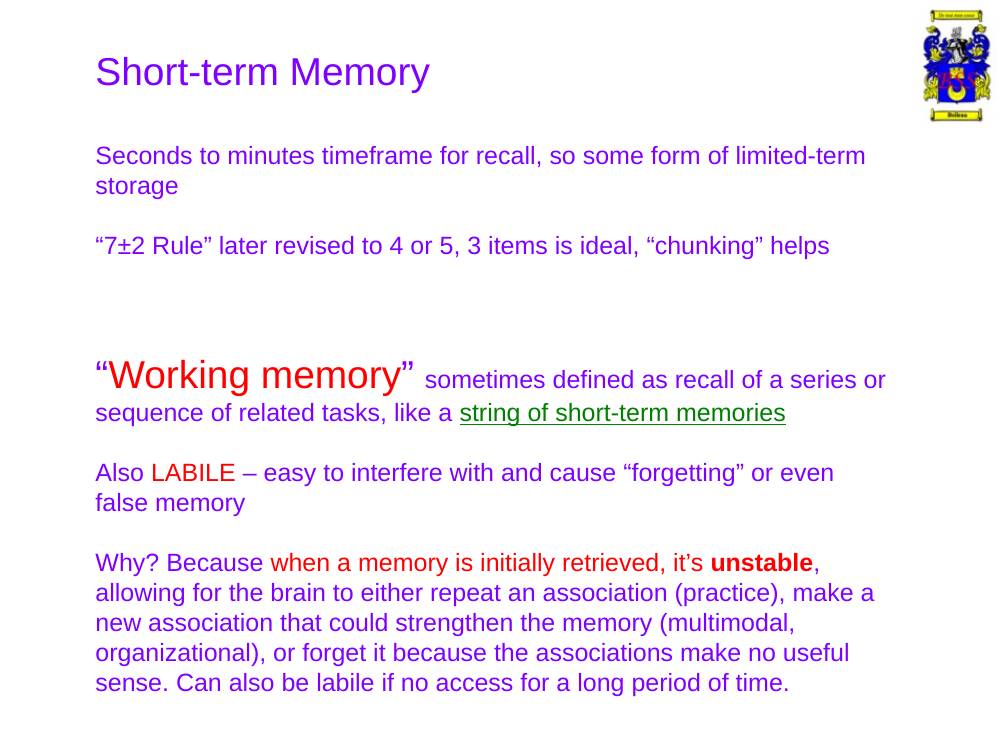 Short-term Memory
Seconds to minutes timeframe for recall, so some form of limited-term
storage
“7±2 Rule” later revised to 4 or 5, 3 items is ideal, “chunking” helps
“Working memory” sometimes defined as recall of a series or
sequence of related tasks, like a string of short-term memories
Also LABILE – easy to interfere with and cause “forgetting” or even
false memory
Why? Because when a memory is initially retrieved, it’s unstable,
allowing for the brain to either repeat an association (practice), make a
new association that could strengthen the memory (multimodal,
organizational), or forget it because the associations make no useful
sense. Can also be labile if no access for a long period of time.